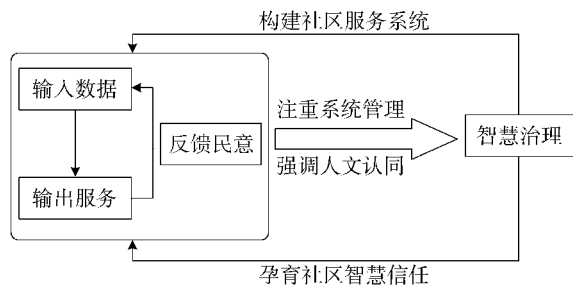 构建社区服务系统
输入数据
注重系统管理
反馈民意
智慧治理
强调人文认同
输出服务
孕育社区智慧信任